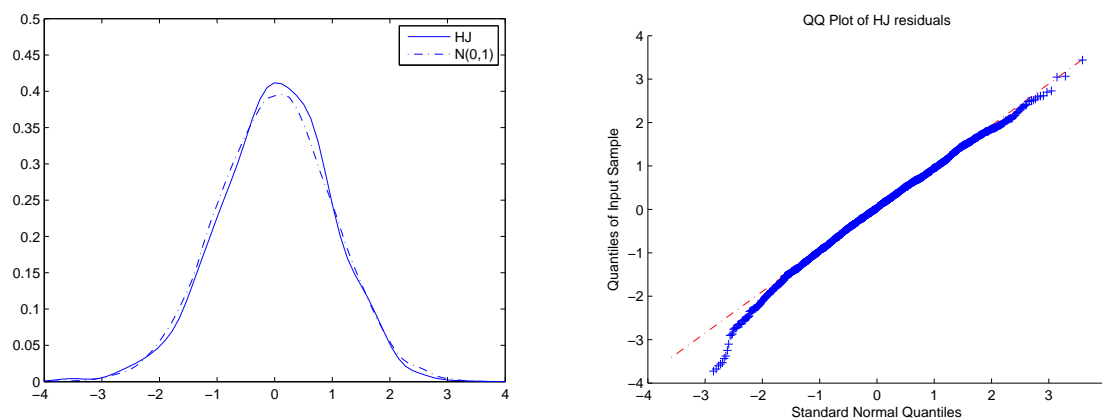 0.5
0.45
0.4
0.35
0.3
0.25
0.2
0.15
0.1
0.05
0
−4 −3 −2 −1 0 1 2 3 4
HJ
N(0,1)
QQ Plot of HJ residuals
Quantiles of Input Sample
4
3
2
1
0
−1
−2
−3
−4
−4 −3 −2 −1 0 1 2 3
Standard Normal Quantiles